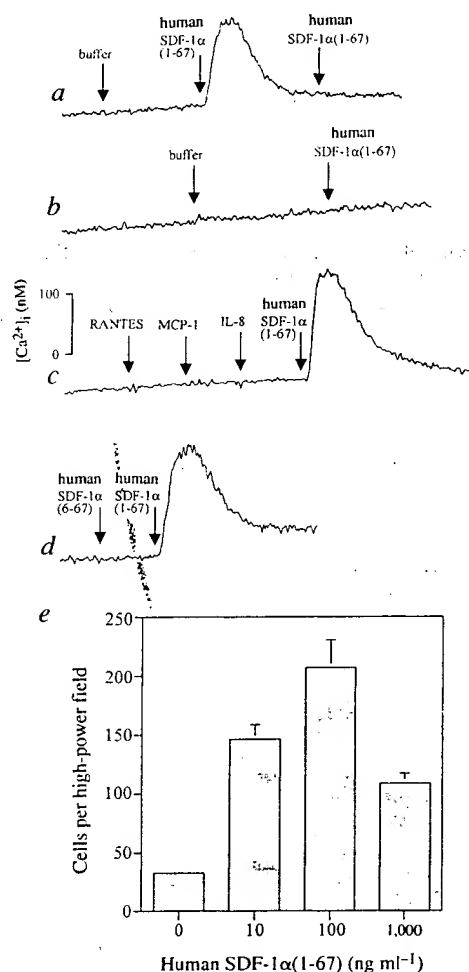 human
SDF-1α
(1-67)
human
SDF-1α(1-67)
buffer
a
buffer
human
SDF-1α(1-67)
b
[Ca²⁺]i (nM)
100
0
RANTES
MCP-1
IL-8
human
SDF-1α
(1-67)
c
human
SDF-1α
(6-67)
human
SDF-1α
(1-67)
d
e
Cells per high-power field
250
200
150
100
50
0
0 10 100 1,000
Human SDF-1α(1-67) (ng ml⁻¹)